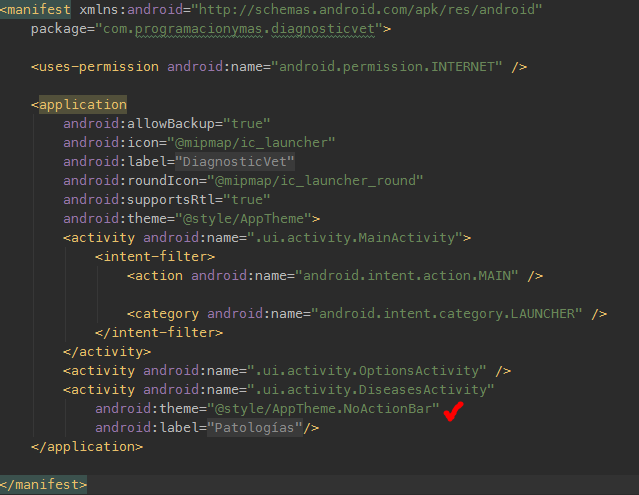 <manifest xmlns:android="http://schemas.android.com/apk/res/android"
package="com.programacionymas.diagnosticvet">
<uses-permission android:name="android.permission.INTERNET" />
<application
android:allowBackup="true"
android:icon="@mipmap/ic_launcher"
android:label="DiagnosticVet"
android:roundIcon="@mipmap/ic_launcher_round"
android:supportsRtl="true"
android:theme="@style/AppTheme">
<activity android:name=".ui.activity.MainActivity">
<intent-filter>
<action android:name="android.intent.action.MAIN" />
<category android:name="android.intent.category.LAUNCHER" />
</intent-filter>
</activity>
<activity android:name=".ui.activity.OptionsActivity" />
<activity android:name=".ui.activity.DiseasesActivity"
android:theme="@style/AppTheme.NoActionBar"
android:label="Patologías"/>
</application>
</manifest>